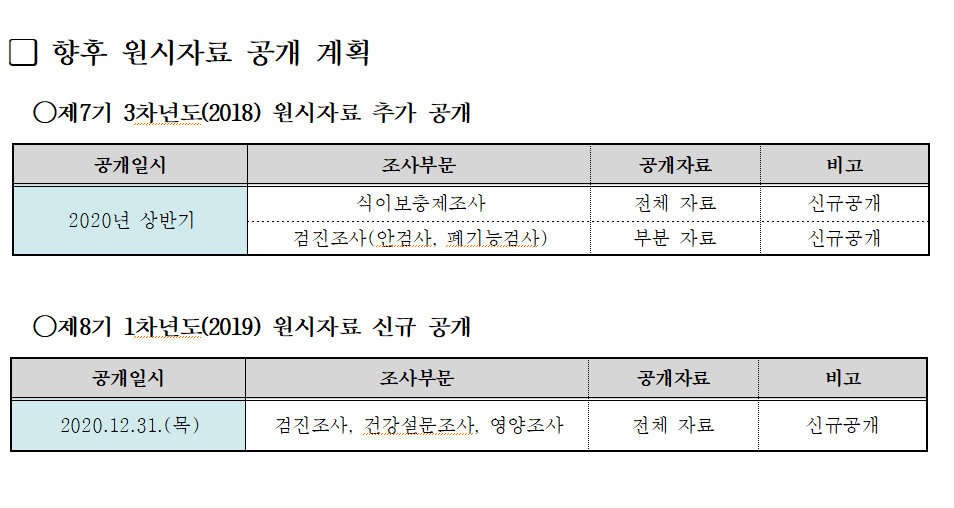 □ 향후 원시자료 공개 계획
○제7기 3차년도(2018) 원시자료 추가 공개
공개일시 조사부문 공개자료 비고
2020년 상반기
식이보충제조사 전체 자료 신규공개
검진조사(안검사, 폐기능검사) 부분 자료 신규공개
○제8기 1차년도(2019) 원시자료 신규 공개
공개일시 조사부문 공개자료 비고
2020.12.31.(목) 검진조사, 건강설문조사, 영양조사 전체 자료 신규공개